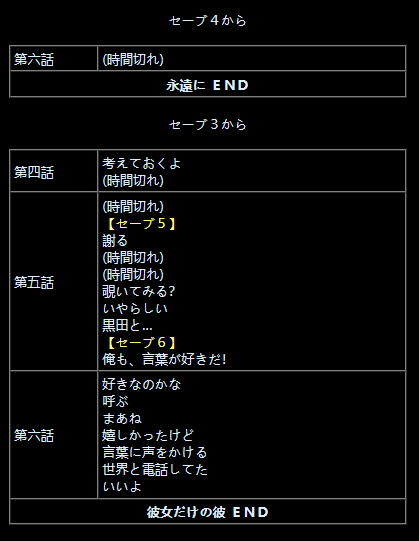 セーブ４から
第六話
(時間切れ)
永遠に ＥＮＤ
セーブ３から
第四話
考えておくよ
(時間切れ)
第五話
(時間切れ)
【セーブ５】
謝る
(時間切れ)
(時間切れ)
覗いてみる?
いやらしい
黒田と…
【セーブ６】
俺も、言葉が好きだ!
第六話
好きなのかな
呼ぶ
まあね
嬉しかったけど
言葉に声をかける
世界と電話してた
いいよ
彼女だけの彼 ＥＮＤ